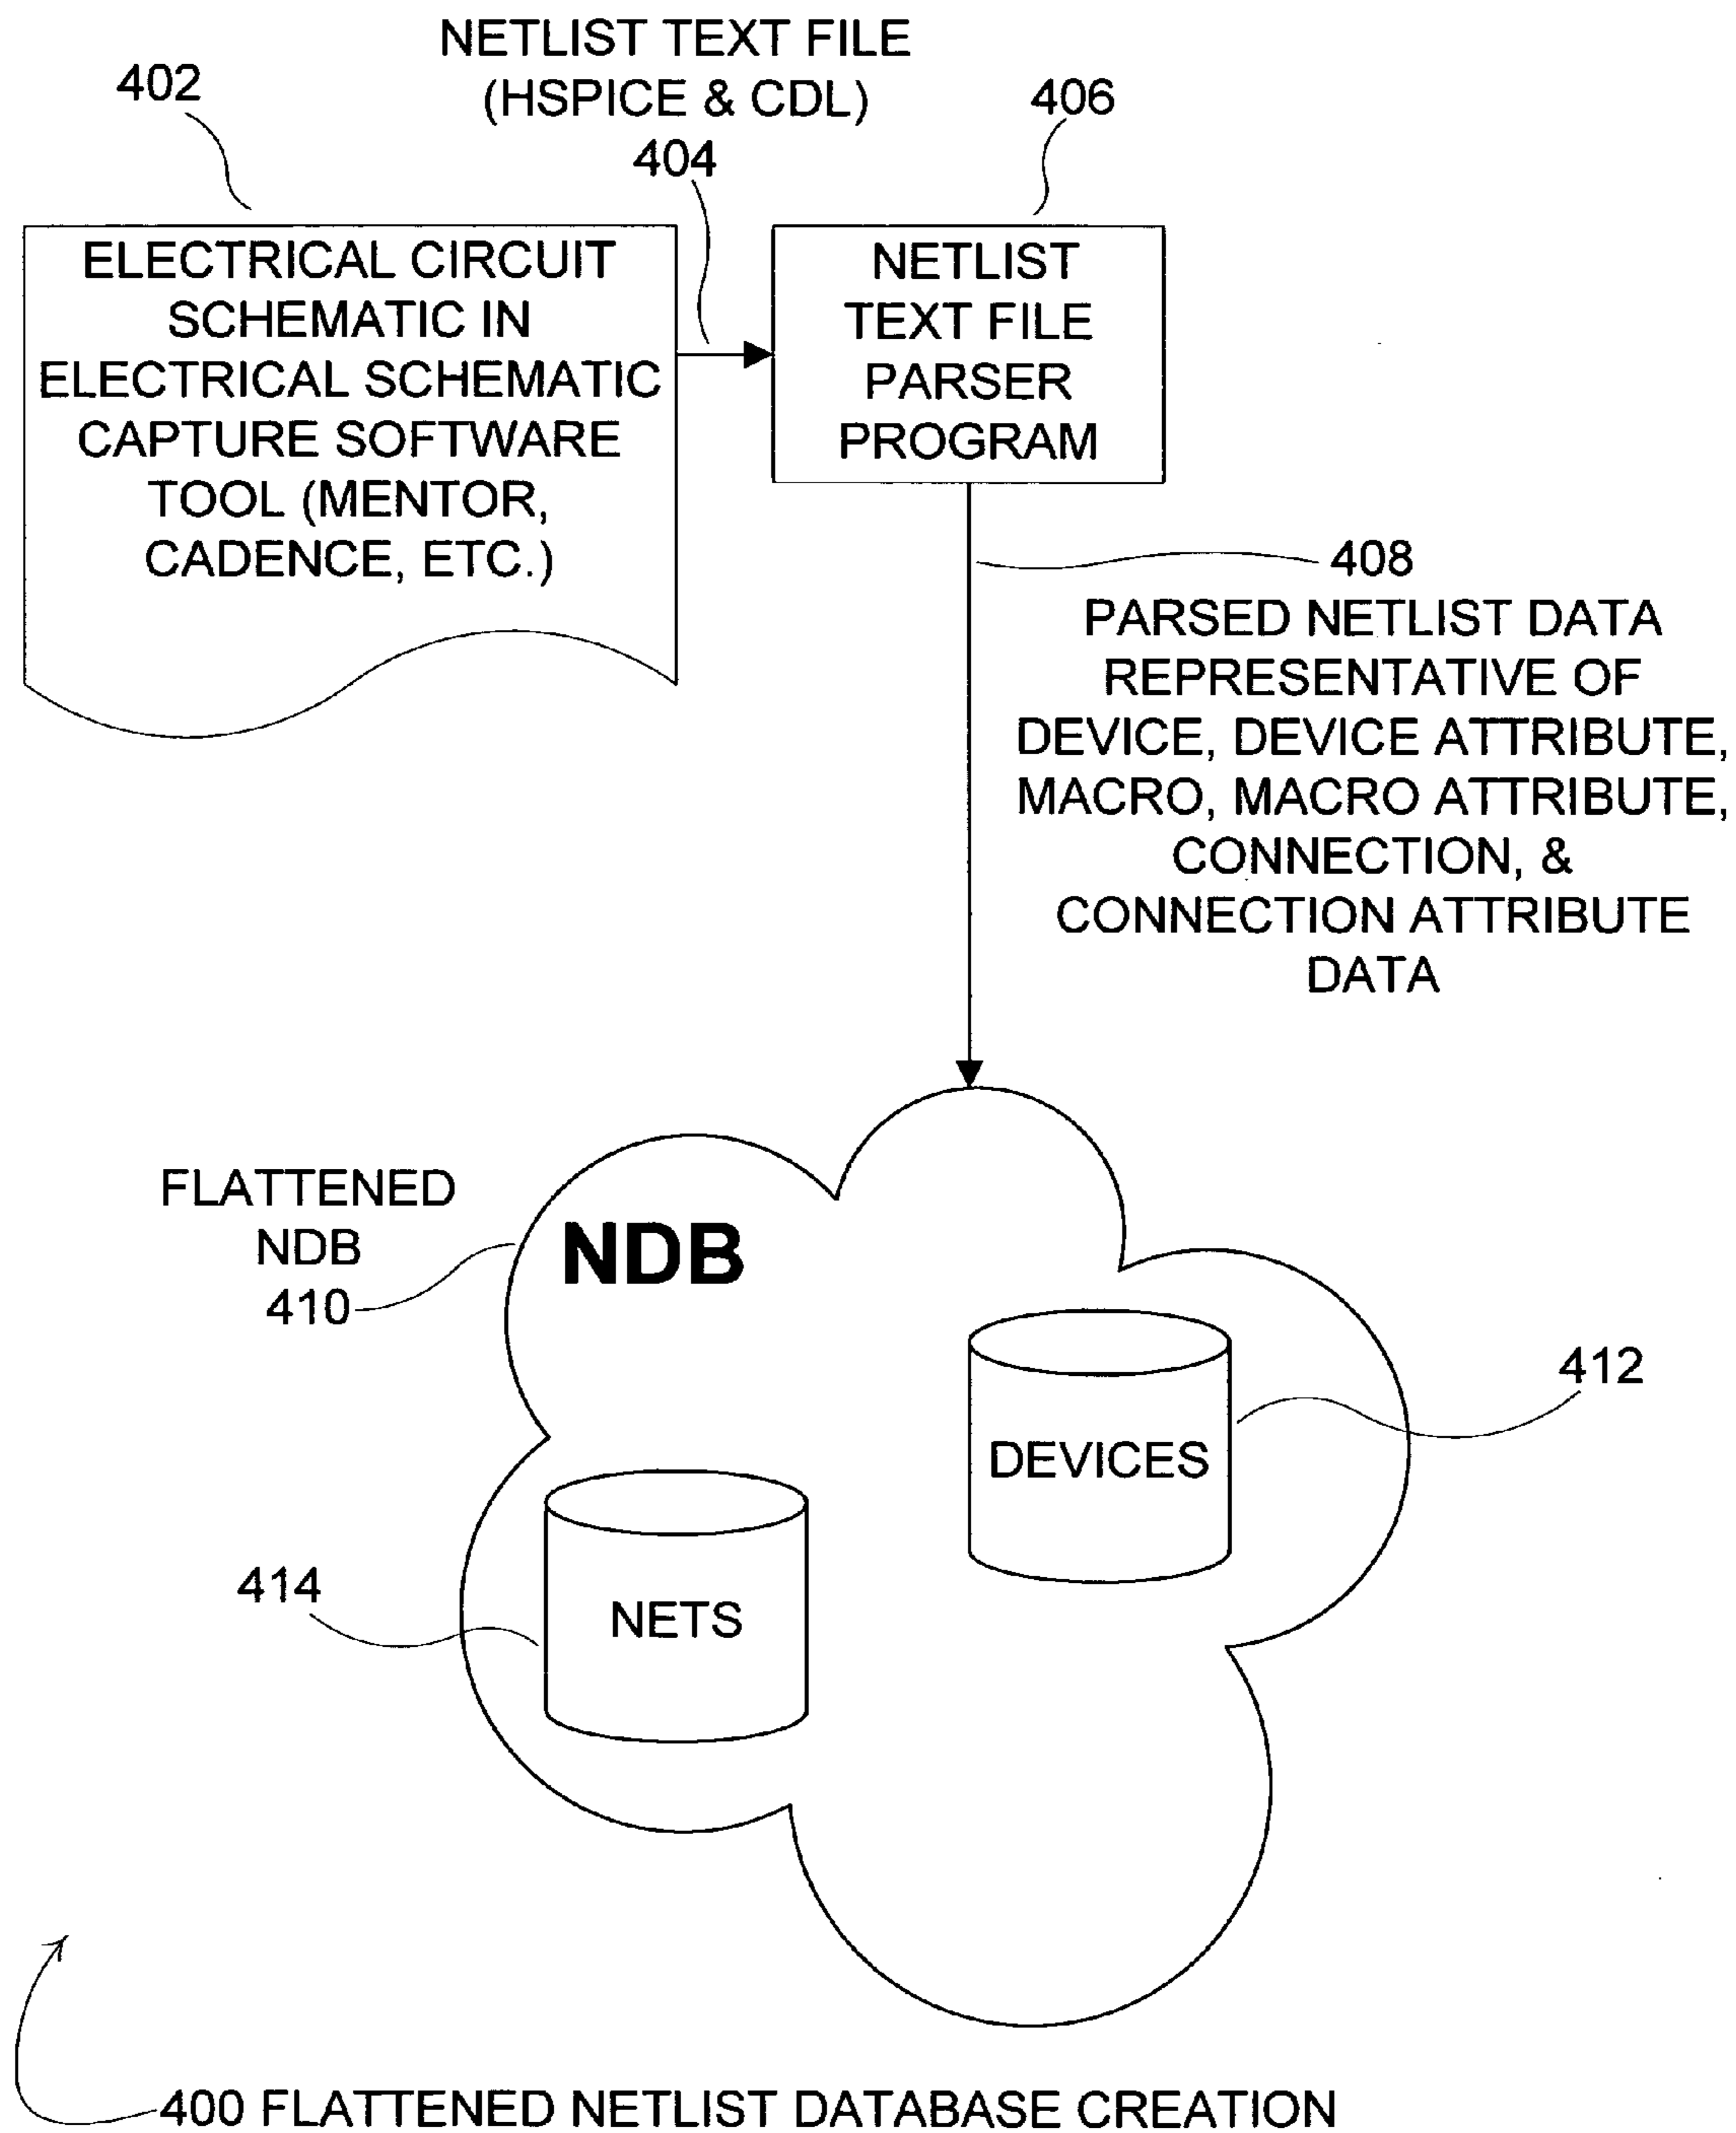 NETLIST TEXT FILE
(HSPICE & CDL)
402
404
406
ELECTRICAL CIRCUIT
SCHEMATIC IN
ELECTRICAL SCHEMATIC
CAPTURE SOFTWARE
TOOL (MENTOR,
CADENCE, ETC.)
NETLIST
TEXT FILE
PARSER
PROGRAM
408
PARSED NETLIST DATA
REPRESENTATIVE OF
DEVICE, DEVICE ATTRIBUTE,
MACRO, MACRO ATTRIBUTE,
CONNECTION, &
CONNECTION ATTRIBUTE
DATA
FLATTENED
NDB
410
NDB
412
DEVICES
414
NETS
400 FLATTENED NETLIST DATABASE CREATION